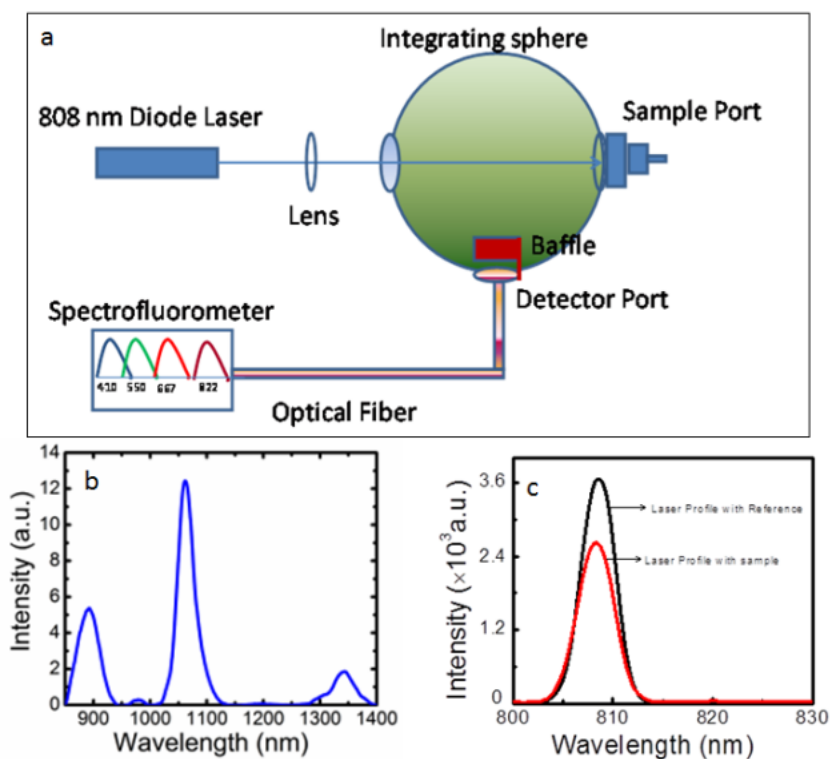 a
Integrating sphere
808 nm Diode Laser
Sample Port
Lens
Baffle
Detector Port
Spectrofluorometer
410 550 667 822
Optical Fiber
b
Intensity (a.u.)
14
12
10
8
6
4
2
0
900 1000 1100 1200 1300 1400
Wavelength (nm)
c
Intensity (×10³a.u.)
3.6
2.4
1.2
0
Laser Profile with Reference
Laser Profile with sample
800 810 820 830
Wavelength (nm)